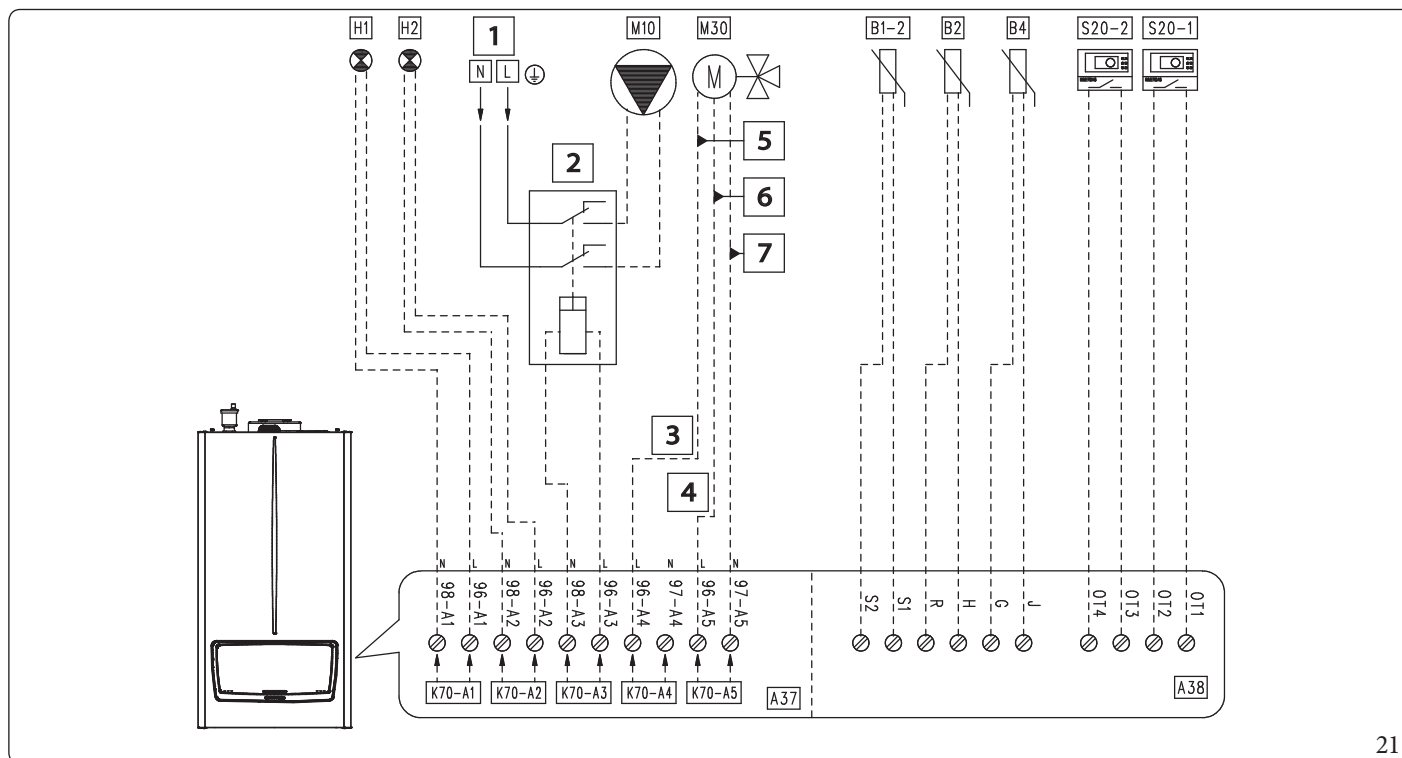 H1 H2 1 M10 M30 B1-2 B2 B4 S20-2 S20-1
N L
M
5
2
6
7
3
4
N L N L N L L N L N
98-A1 96-A1 98-A2 96-A2 98-A3 96-A3 96-A4 97-A4 96-A5 97-A5 S2 S1 R H G J OT4 OT3 OT2 OT1
K70-A1 K70-A2 K70-A3 K70-A4 K70-A5 A37 A38
21